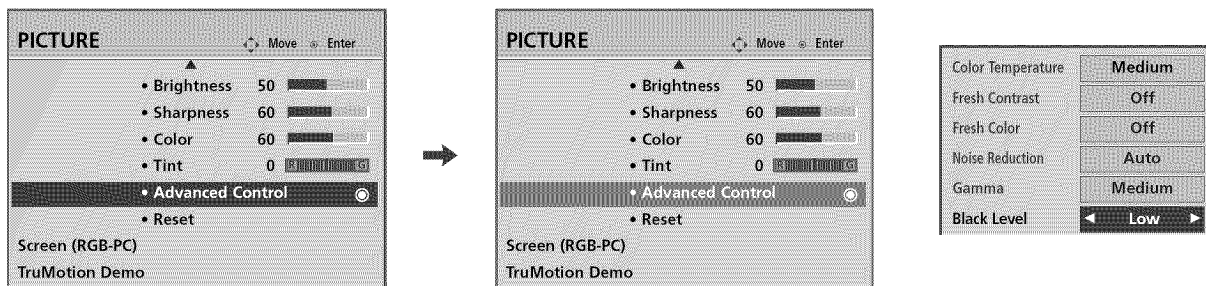 PICTURE
Move Enter
• Brightness 50
• Sharpness 60
• Color 60
• Tint 0 R G
• Advanced Control
• Reset
Screen (RGB-PC)
TruMotion Demo
PICTURE
Move Enter
• Brightness 50
• Sharpness 60
• Color 60
• Tint 0 R G
• Advanced Control
• Reset
Screen (RGB-PC)
TruMotion Demo
Color Temperature Medium
Fresh Contrast Off
Fresh Color Off
Noise Reduction Auto
Gamma Medium
Black Level Low